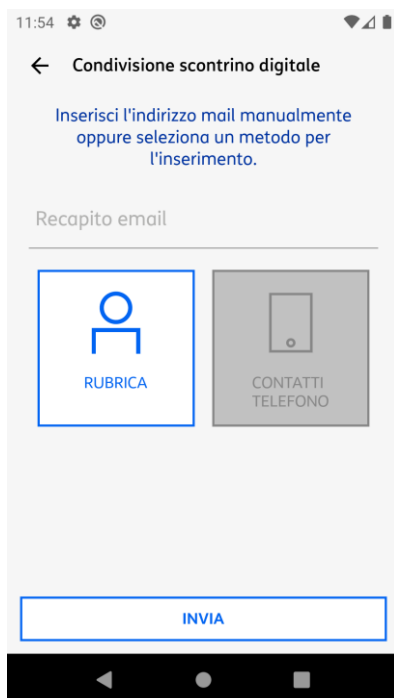 11:54
Condivisione scontrino digitale
Inserisci l'indirizzo mail manualmente
oppure seleziona un metodo per
l'inserimento.
Recapito email
RUBRICA
CONTATTI
TELEFONO
INVIA